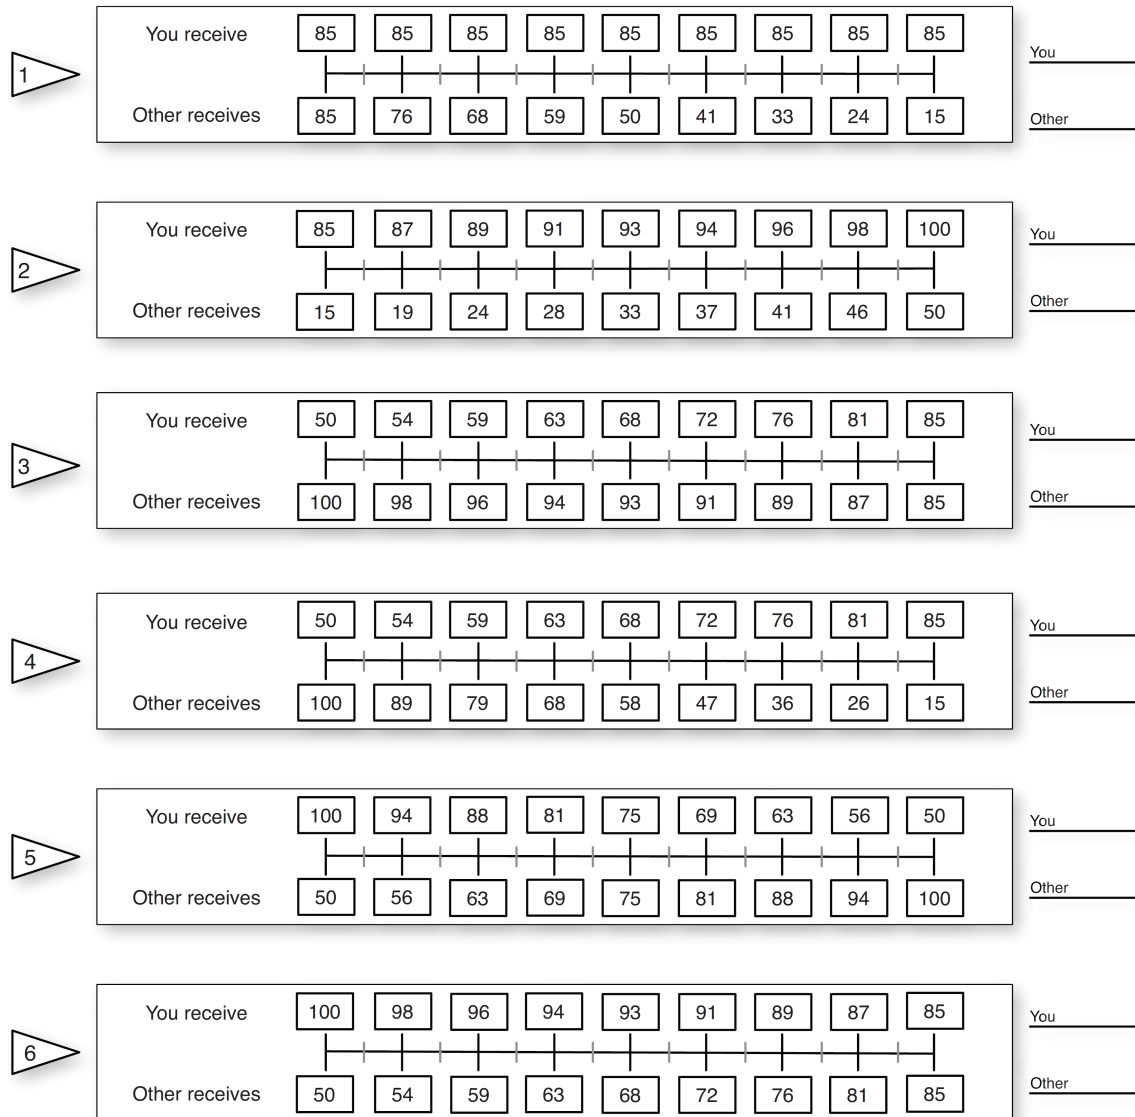 You receive 85 85 85 85 85 85 85 85 85
You
1
Other receives 85 76 68 59 50 41 33 24 15
Other
You receive 85 87 89 91 93 94 96 98 100
You
2
Other receives 15 19 24 28 33 37 41 46 50
Other
You receive 50 54 59 63 68 72 76 81 85
You
3
Other receives 100 98 96 94 93 91 89 87 85
Other
You receive 50 54 59 63 68 72 76 81 85
You
4
Other receives 100 89 79 68 58 47 36 26 15
Other
You receive 100 94 88 81 75 69 63 56 50
You
5
Other receives 50 56 63 69 75 81 88 94 100
Other
You receive 100 98 96 94 93 91 89 87 85
You
6
Other receives 50 54 59 63 68 72 76 81 85
Other